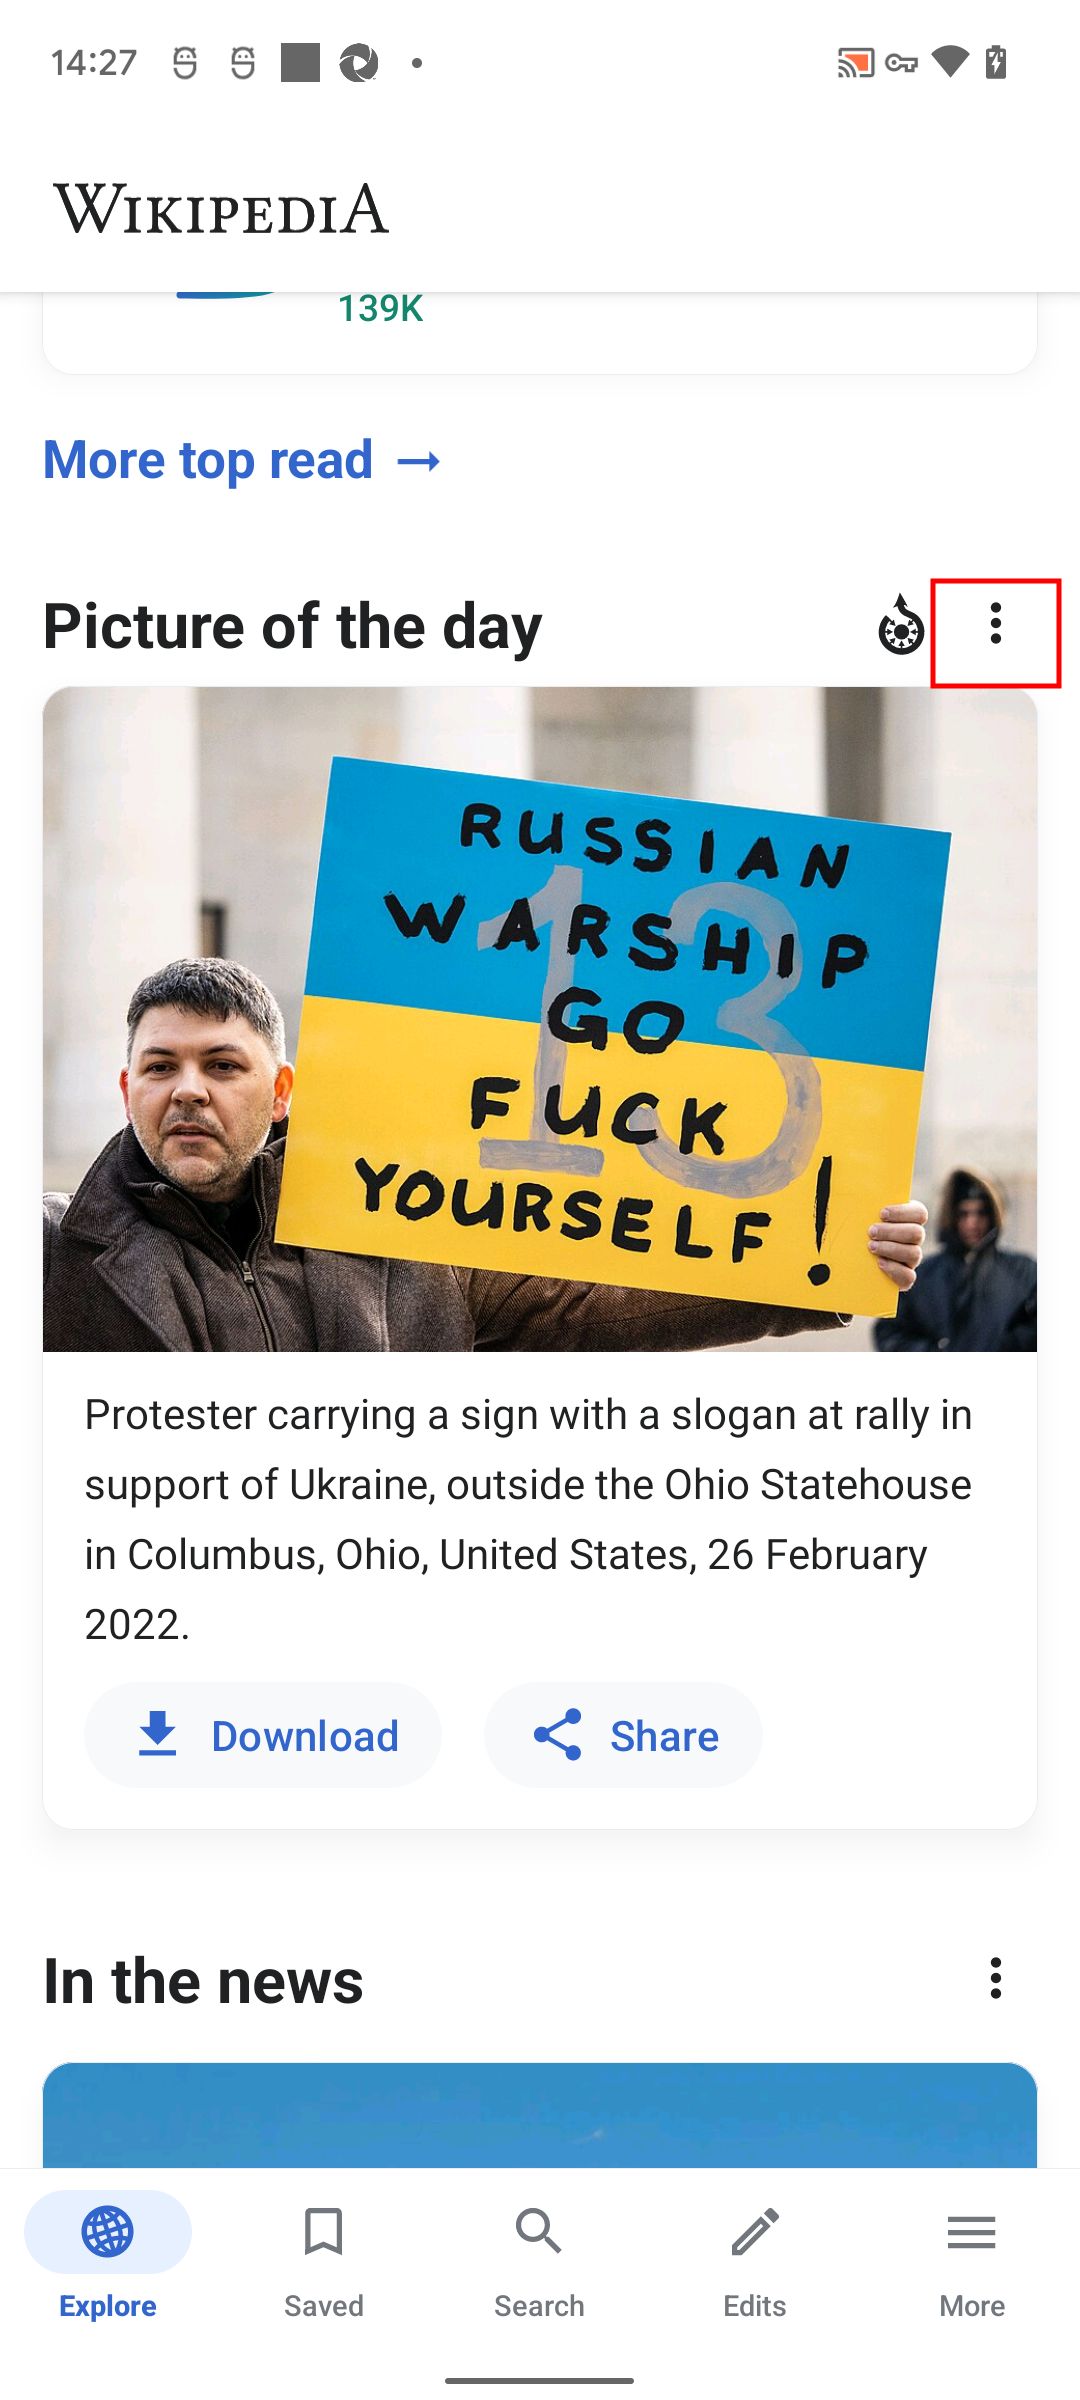 14:27
WIKIPEDIA
139K
More top read →
Picture of the day
RUSSIAN
WARSHIP
GO
FUCK
YOURSELF!
13
Protester carrying a sign with a slogan at rally in
support of Ukraine, outside the Ohio Statehouse
in Columbus, Ohio, United States, 26 February
2022.
Download
Share
In the news
Explore
Saved
Search
Edits
More